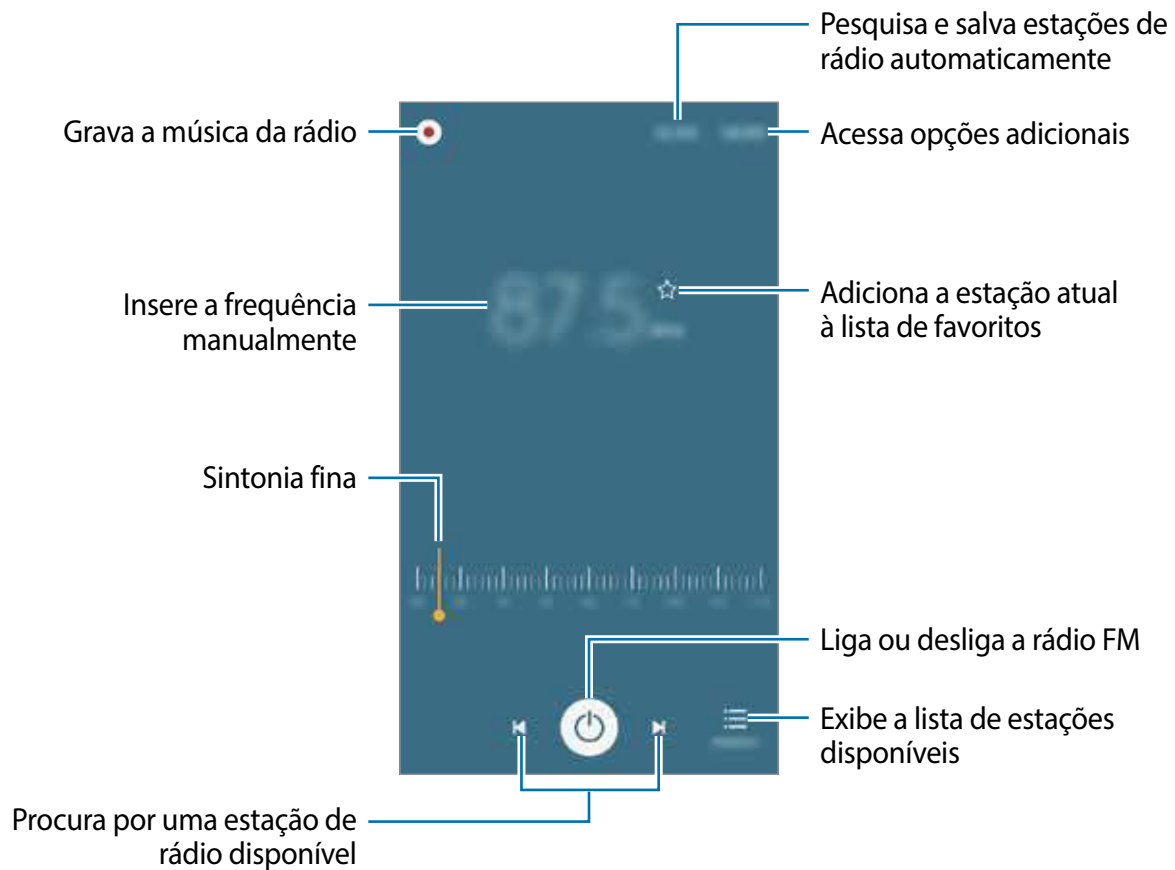 Pesquisa e salva estações de
rádio automaticamente
Grava a música da rádio
Acessa opções adicionais
87.5
Insere a frequência
manualmente
Adiciona a estação atual
à lista de favoritos
Sintonia fina
Liga ou desliga a rádio FM
Exibe a lista de estações
disponíveis
Procura por uma estação de
rádio disponível